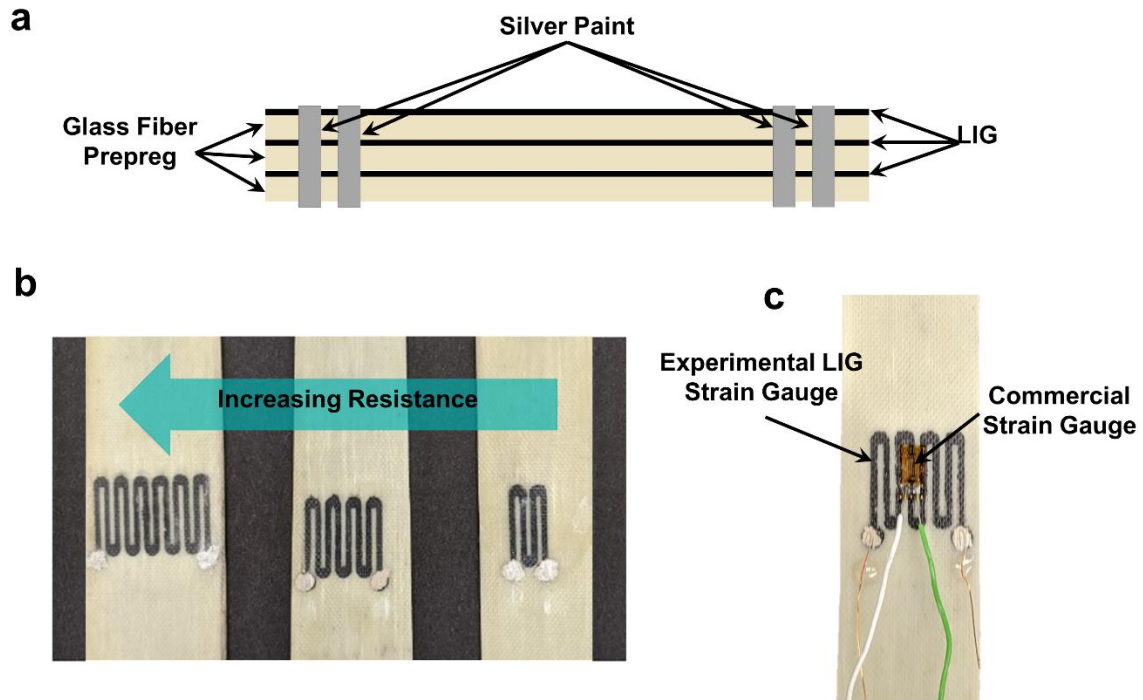 a
Silver Paint
Glass Fiber
Prepreg
LIG
b
Increasing Resistance
c
Experimental LIG
Strain Gauge
Commercial
Strain Gauge